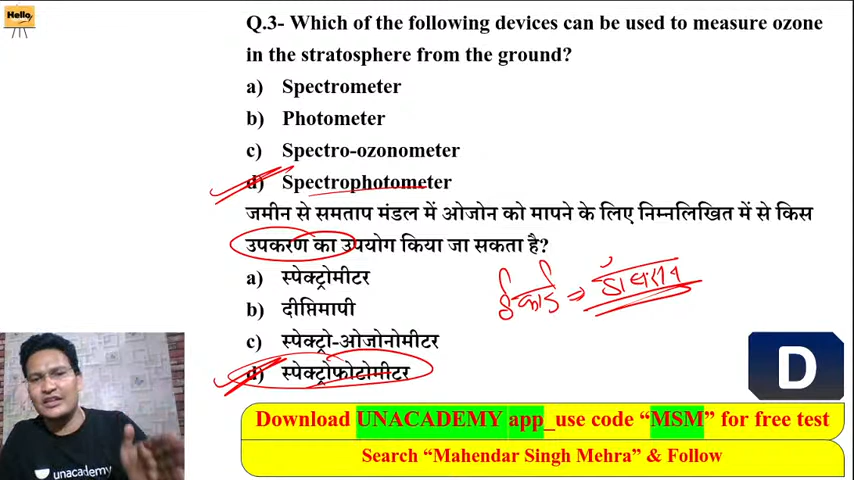 Hello
Q.3- Which of the following devices can be used to measure ozone
in the stratosphere from the ground?
a) Spectrometer
b) Photometer
c) Spectro-ozonometer
d) Spectrophotometer
जमीन से समताप मंडल में ओजोन को मापने के लिए निम्नलिखित में से किस
उपकरण का उपयोग किया जा सकता है?
a) स्पेक्ट्रोमीटर
b) दीप्तिमापी
c) स्पेक्ट्रो-ओजोनोमीटर
d) स्पेक्ट्रोफोटोमीटर
D
unacademy
Download UNACADEMY app_use code “MSM” for free test
Search “Mahendar Singh Mehra” & Follow